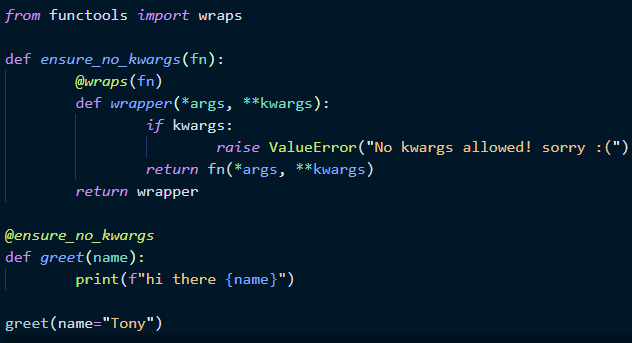 from functools import wraps
def ensure_no_kwargs(fn):
@wraps(fn)
def wrapper(*args, **kwargs):
if kwargs:
raise ValueError("No kwargs allowed! sorry :(")
return fn(*args, **kwargs)
return wrapper
@ensure_no_kwargs
def greet(name):
print(f"hi there {name}")
greet(name="Tony")